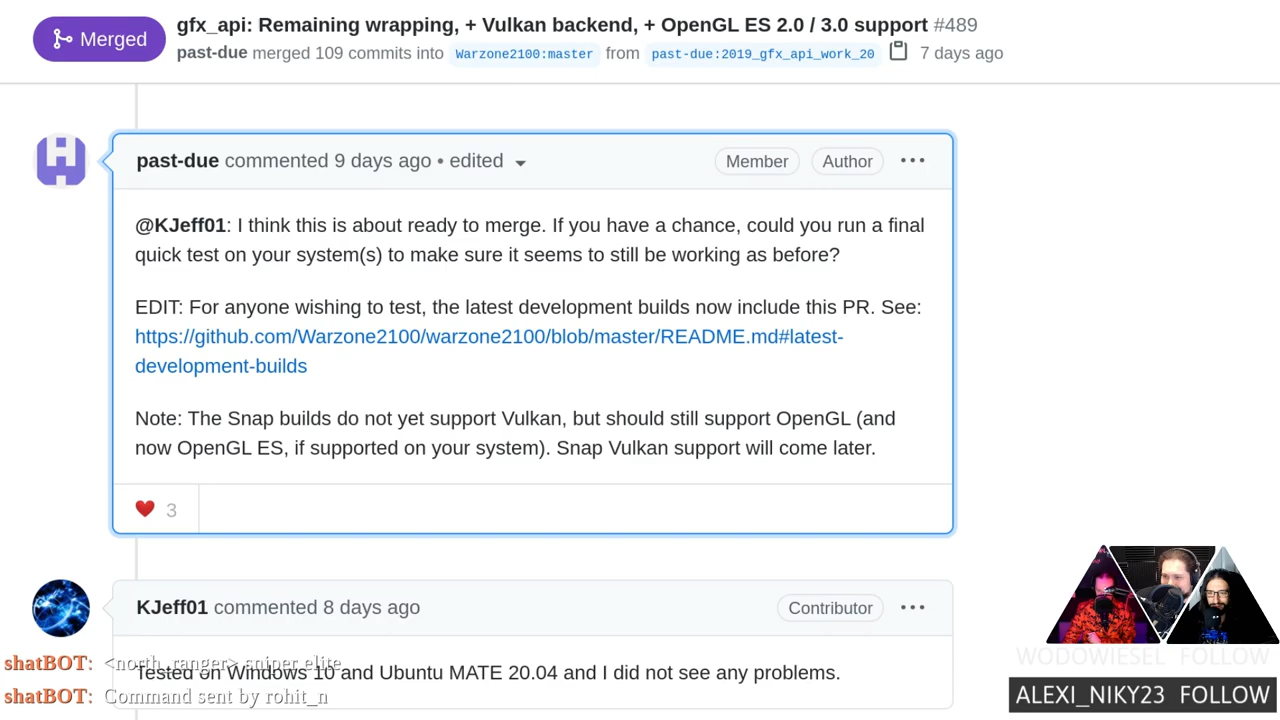 Merged
gfx_api: Remaining wrapping, + Vulkan backend, + OpenGL ES 2.0 / 3.0 support #489
past-due merged 109 commits into Warzone2100:master from past-due:2019_gfx_api_work_20 7 days ago
past-due commented 9 days ago • edited
Member
Author
@KJeff01: I think this is about ready to merge. If you have a chance, could you run a final
quick test on your system(s) to make sure it seems to still be working as before?
EDIT: For anyone wishing to test, the latest development builds now include this PR. See:
https://github.com/Warzone2100/warzone2100/blob/master/README.md#latest-
development-builds
Note: The Snap builds do not yet support Vulkan, but should still support OpenGL (and
now OpenGL ES, if supported on your system). Snap Vulkan support will come later.
❤️ 3
KJeff01 commented 8 days ago
Contributor
Tested on Windows 10 and Ubuntu MATE 20.04 and I did not see any problems.
shatBOT: <north_ranger> sniper elite
shatBOT: Command sent by rohit_n
WODOWIESEL FOLLOW
ALEXI_NIKY23 FOLLOW